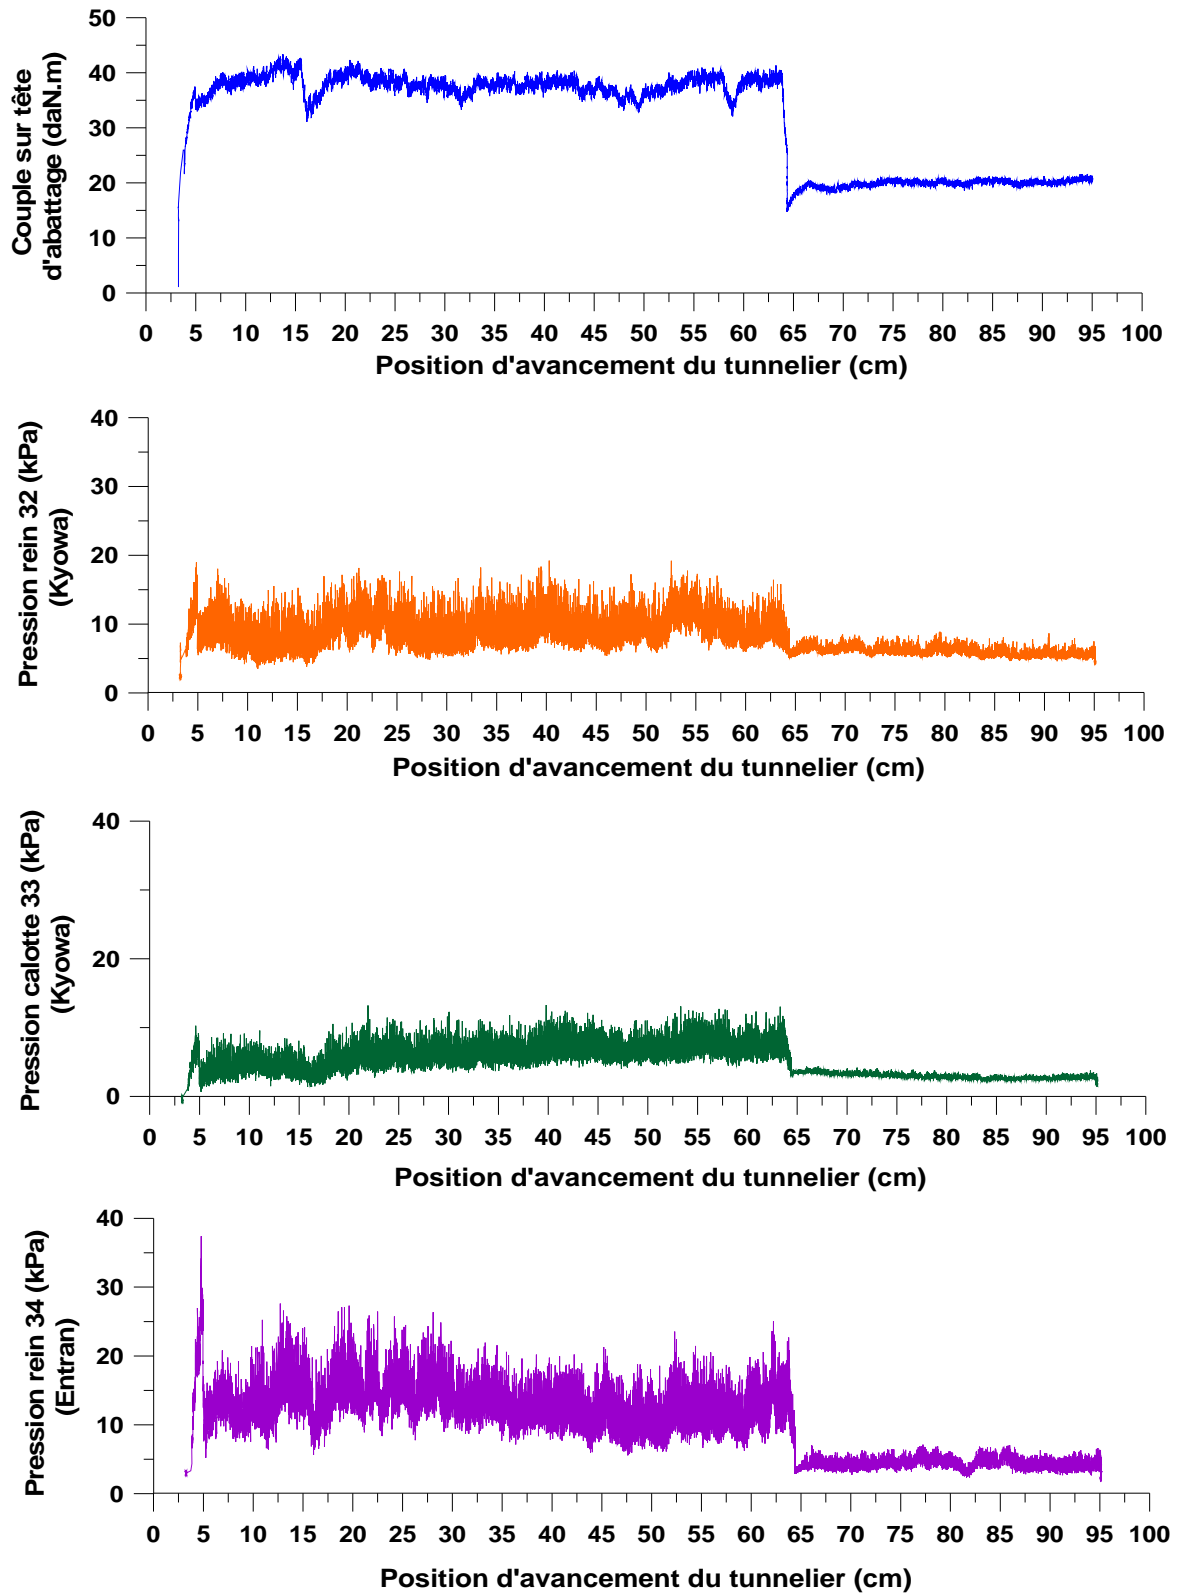 50
40
30
20
10
0
Couple sur tête
d'abattage (daN.m)
0 5 10 15 20 25 30 35 40 45 50 55 60 65 70 75 80 85 90 95 100
Position d'avancement du tunnelier (cm)
40
30
20
10
0
Pression rein 32 (kPa)
(Kyowa)
0 5 10 15 20 25 30 35 40 45 50 55 60 65 70 75 80 85 90 95 100
Position d'avancement du tunnelier (cm)
40
20
0
Pression calotte 33 (kPa)
(Kyowa)
0 5 10 15 20 25 30 35 40 45 50 55 60 65 70 75 80 85 90 95 100
Position d'avancement du tunnelier (cm)
40
30
20
10
0
Pression rein 34 (kPa)
(Entran)
0 5 10 15 20 25 30 35 40 45 50 55 60 65 70 75 80 85 90 95 100
Position d'avancement du tunnelier (cm)